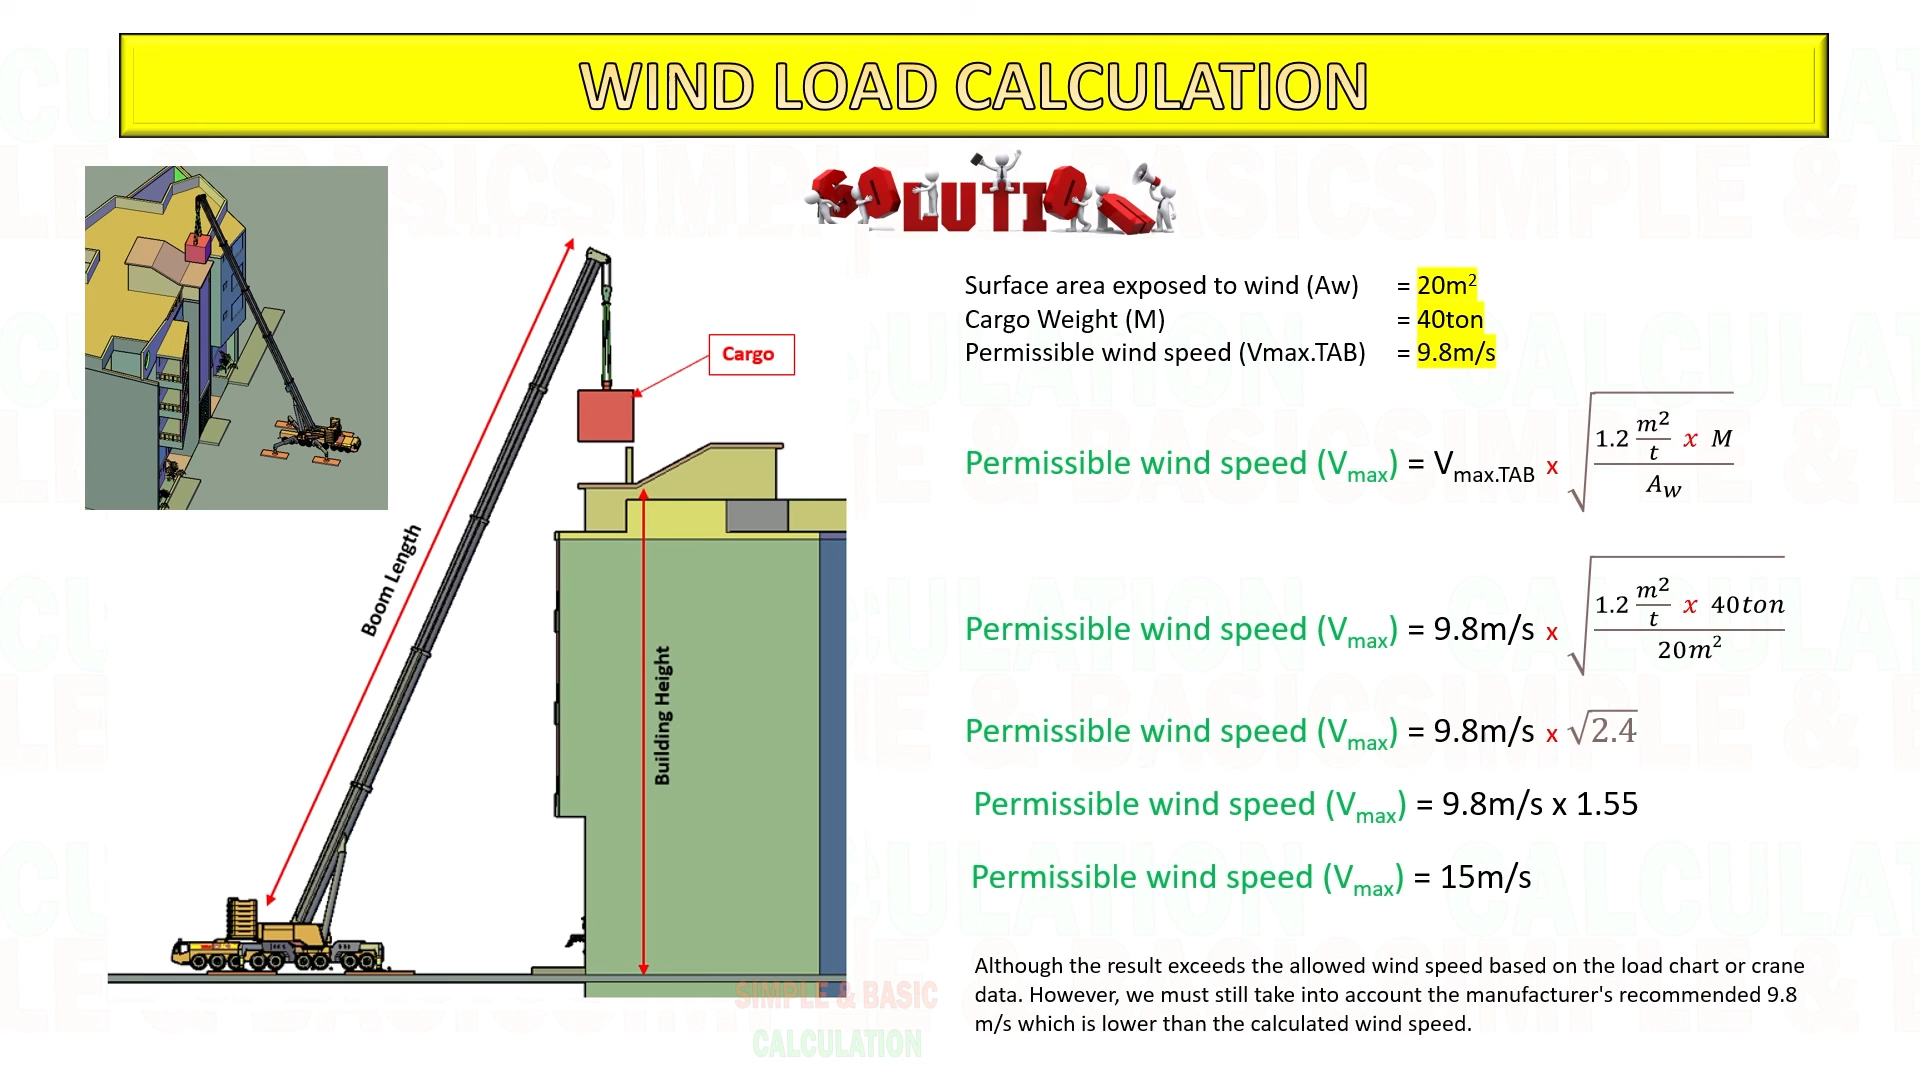 WIND LOAD CALCULATION
SOLUTION
Surface area exposed to wind (Aw) = 20m²
Cargo Weight (M) = 40ton
Permissible wind speed (Vmax.TAB) = 9.8m/s
Cargo
Boom Length
Building Height
Permissible wind speed (Vmax) = Vmax.TAB x √(1.2 m²/t x M / Aw)
Permissible wind speed (Vmax) = 9.8m/s x √(1.2 m²/t x 40ton / 20m²)
Permissible wind speed (Vmax) = 9.8m/s x √2.4
Permissible wind speed (Vmax) = 9.8m/s x 1.55
Permissible wind speed (Vmax) = 15m/s
Although the result exceeds the allowed wind speed based on the load chart or crane
data. However, we must still take into account the manufacturer's recommended 9.8
m/s which is lower than the calculated wind speed.
SIMPLE & BASIC
CALCULATION